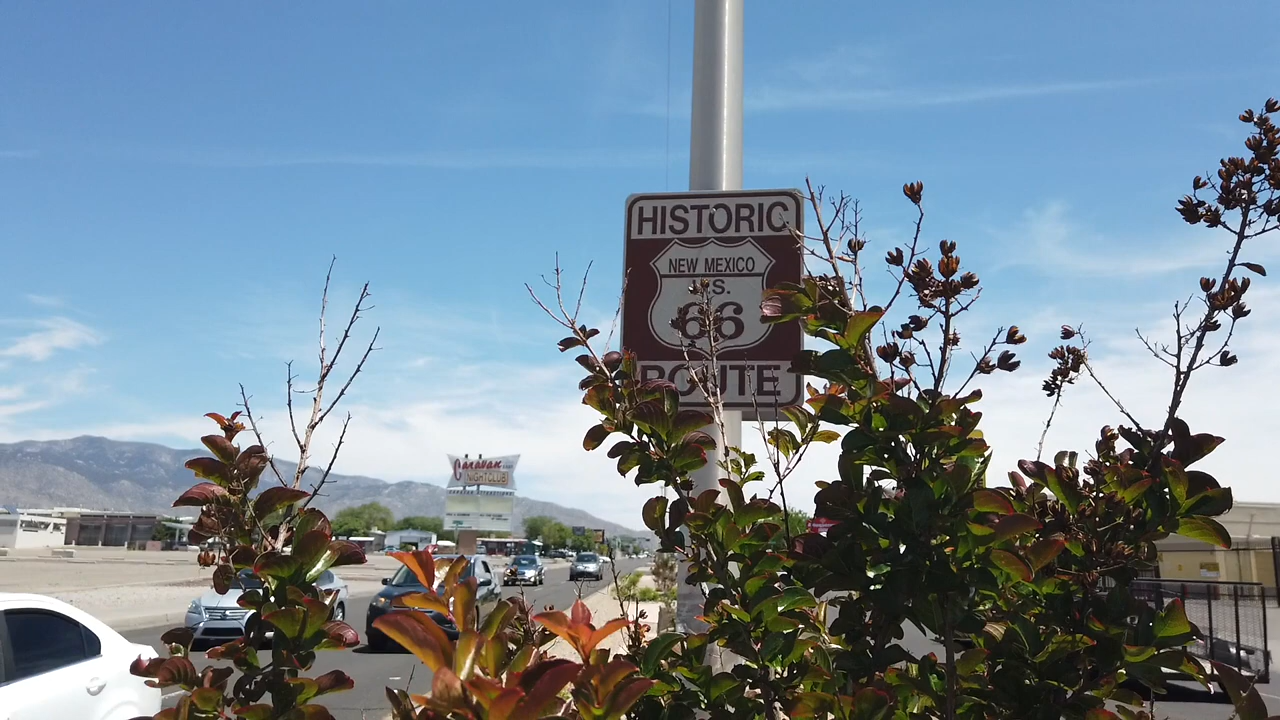 HISTORIC
NEW MEXICO
U.S.
66
ROUTE
Caravan
NIGHTCLUB